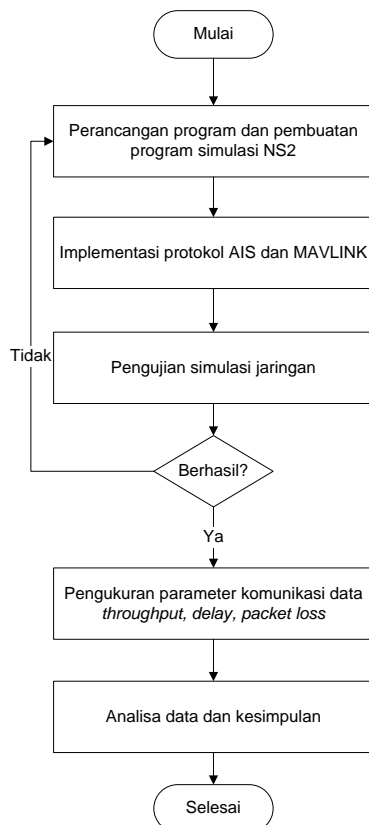 Mulai
Perancangan program dan pembuatan
program simulasi NS2
Implementasi protokol AIS dan MAVLINK
Tidak
Pengujian simulasi jaringan
Berhasil?
Ya
Pengukuran parameter komunikasi data
throughput, delay, packet loss
Analisa data dan kesimpulan
Selesai